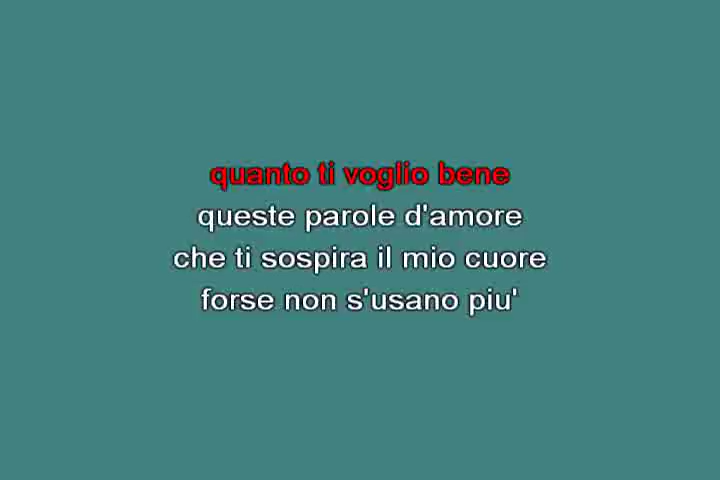 quanto ti voglio bene
queste parole d'amore
che ti sospira il mio cuore
forse non s'usano piu'